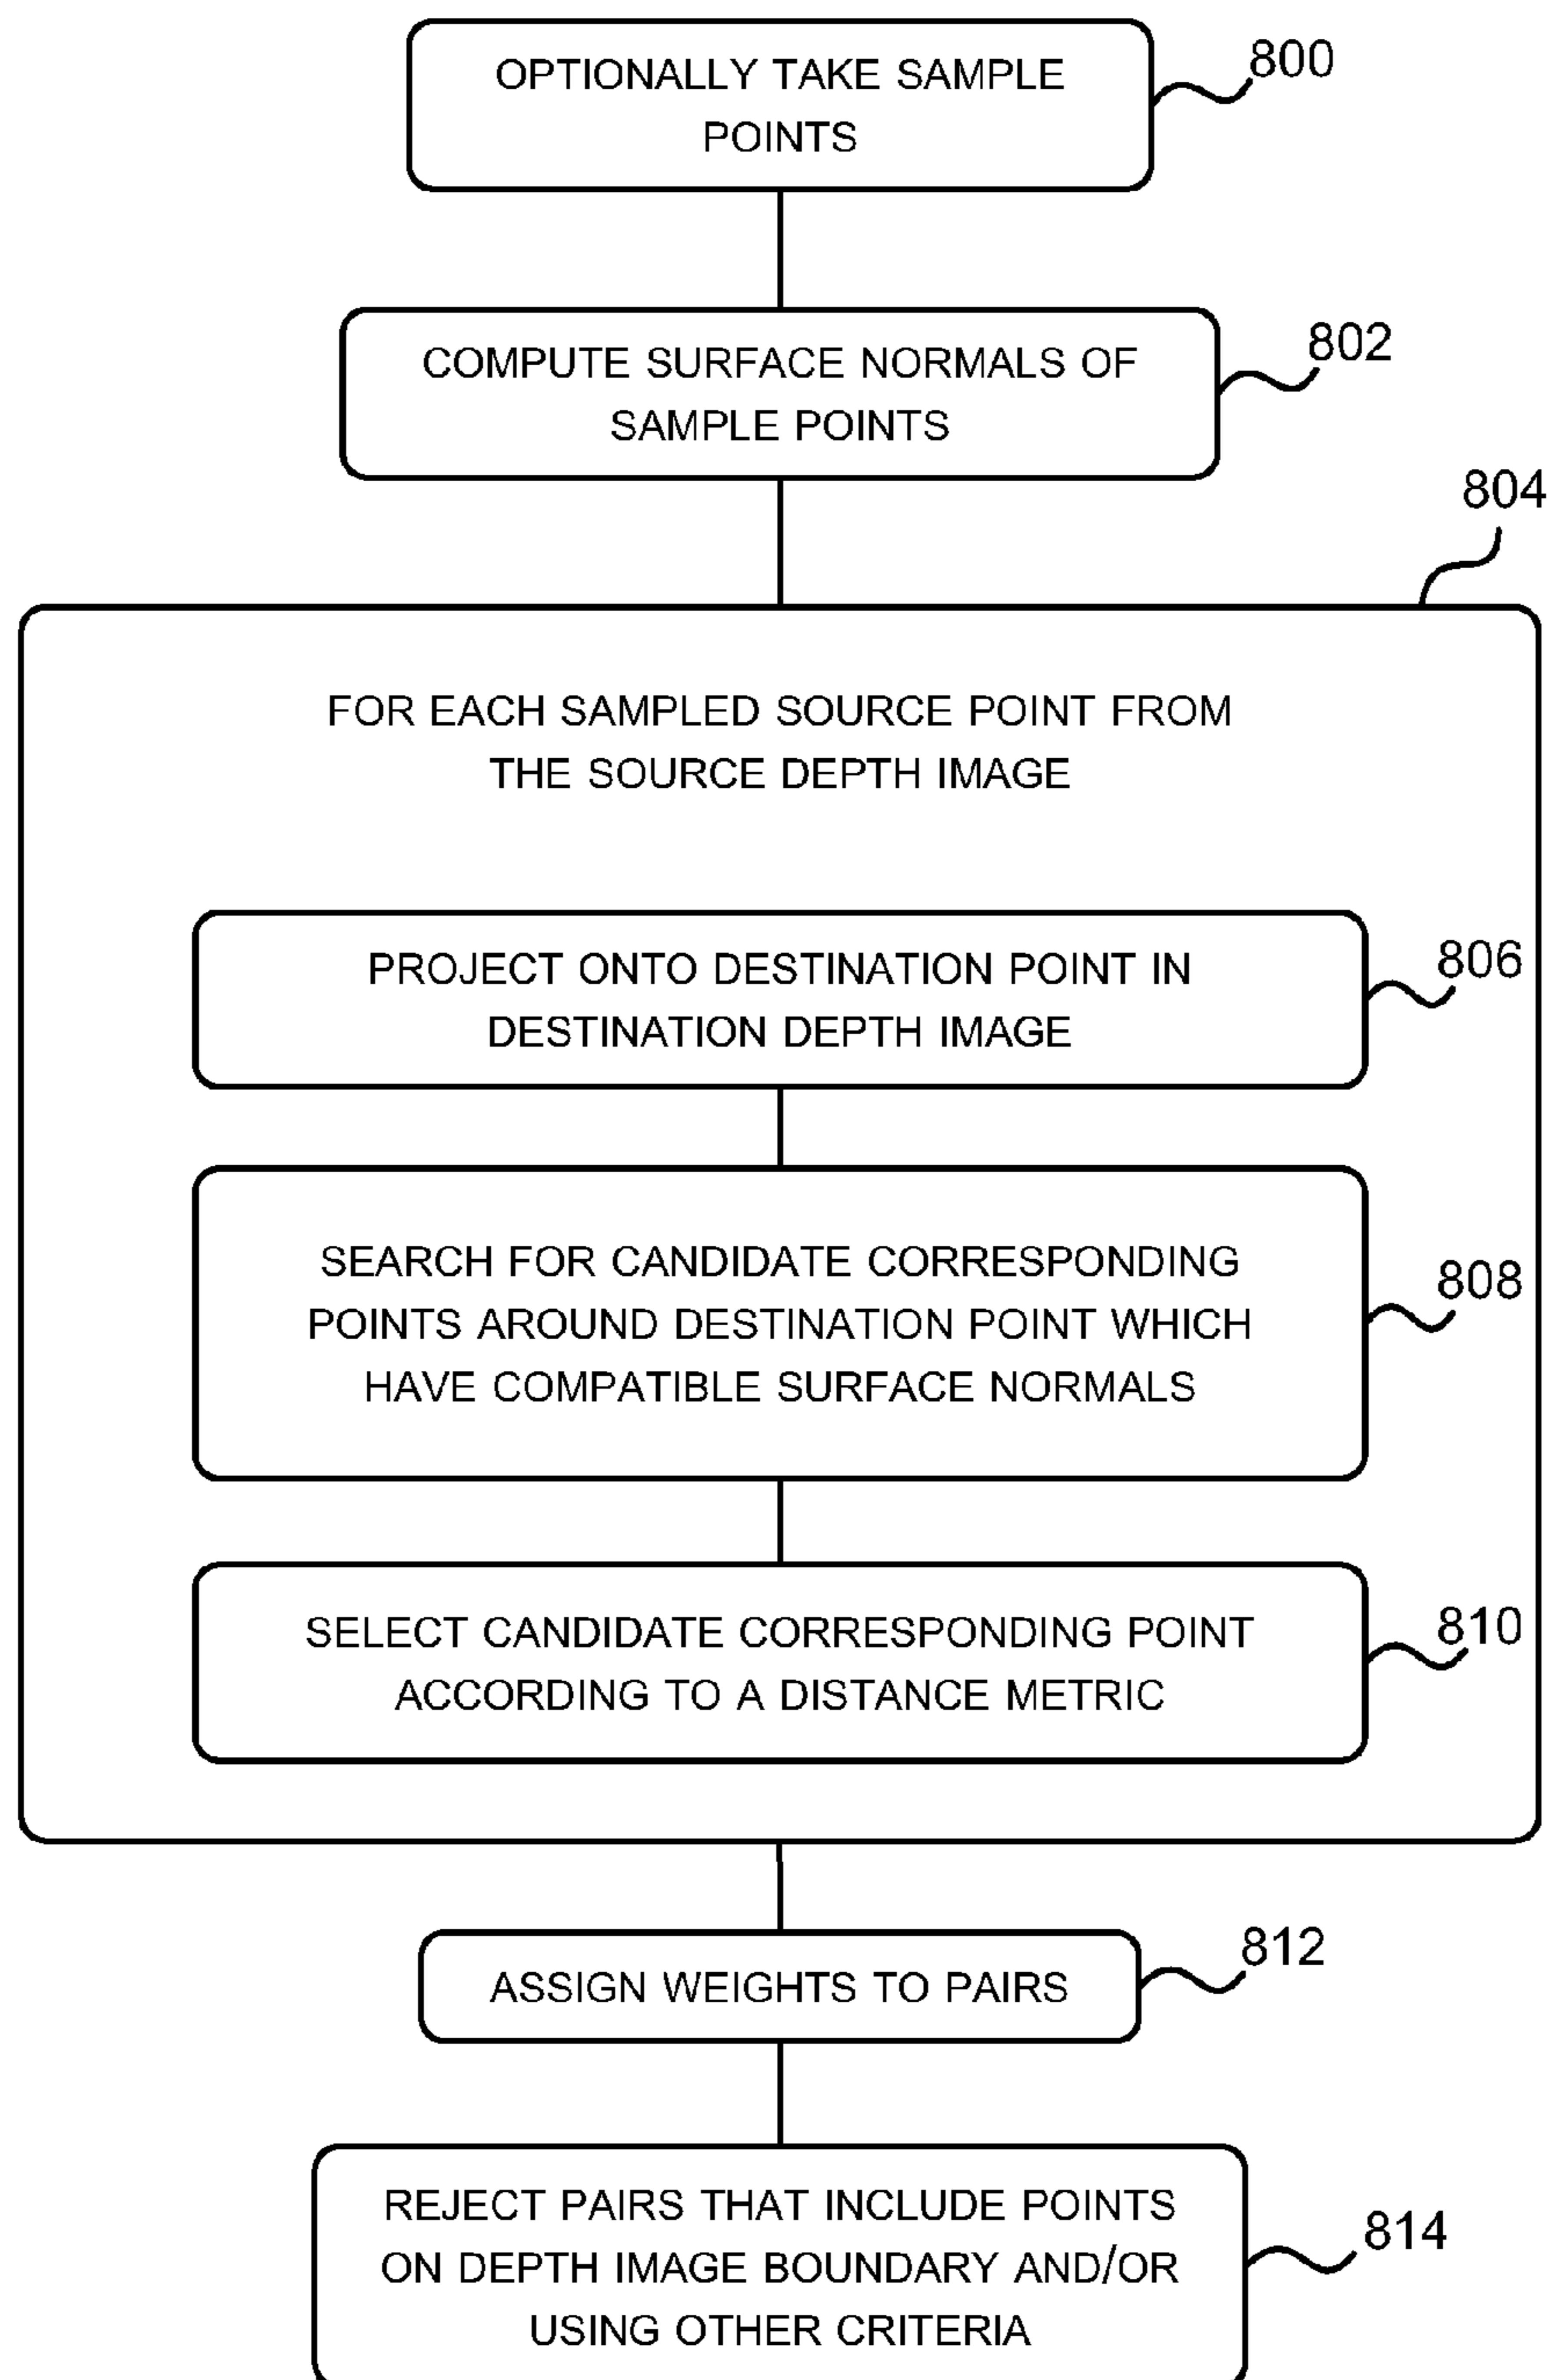 OPTIONALLY TAKE SAMPLE
POINTS
800
COMPUTE SURFACE NORMALS OF
SAMPLE POINTS
802
804
FOR EACH SAMPLED SOURCE POINT FROM
THE SOURCE DEPTH IMAGE
PROJECT ONTO DESTINATION POINT IN
DESTINATION DEPTH IMAGE
806
SEARCH FOR CANDIDATE CORRESPONDING
POINTS AROUND DESTINATION POINT WHICH
HAVE COMPATIBLE SURFACE NORMALS
808
SELECT CANDIDATE CORRESPONDING POINT
ACCORDING TO A DISTANCE METRIC
810
ASSIGN WEIGHTS TO PAIRS
812
REJECT PAIRS THAT INCLUDE POINTS
ON DEPTH IMAGE BOUNDARY AND/OR
USING OTHER CRITERIA
814